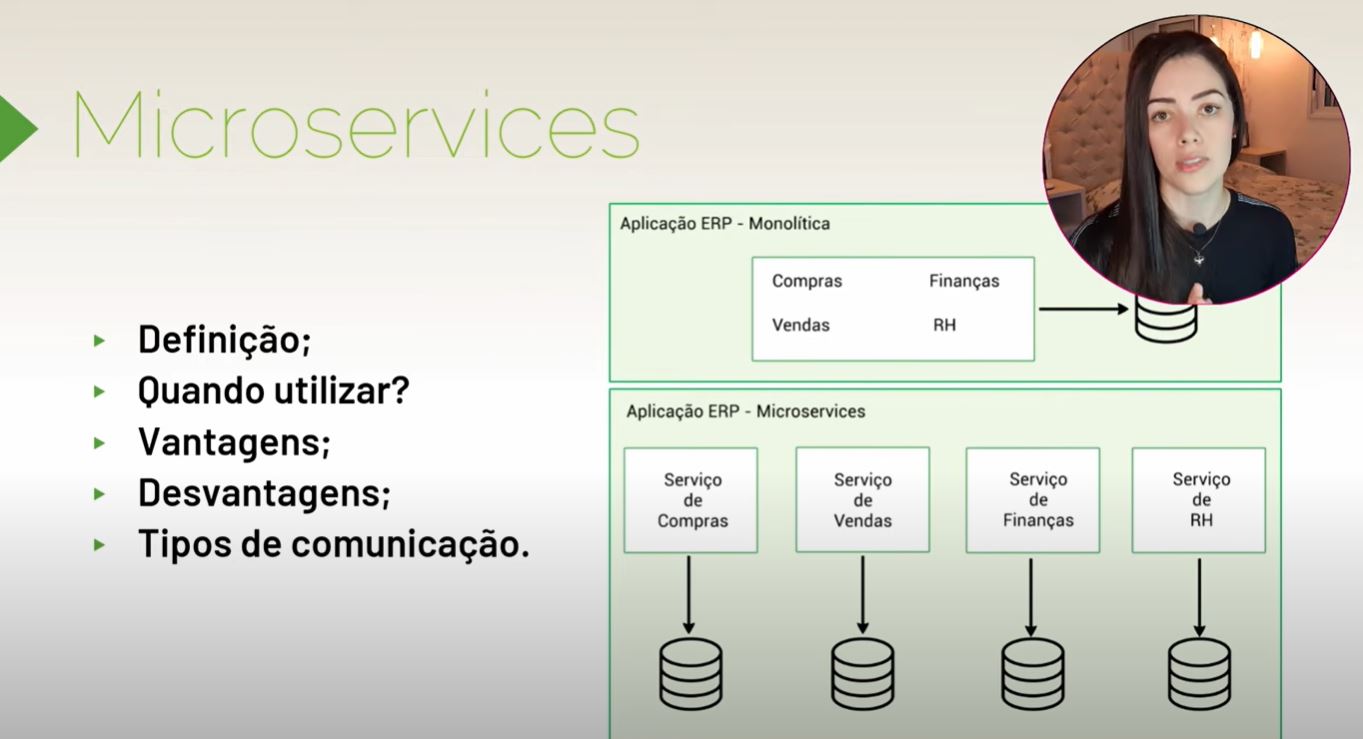 Microservices
Definição;
Quando utilizar?
Vantagens;
Desvantagens;
Tipos de comunicação.
Aplicação ERP - Monolítica
Compras Finanças
Vendas RH
Aplicação ERP - Microservices
Serviço
de
Compras
Serviço
de
Vendas
Serviço
de
Finanças
Serviço
de
RH